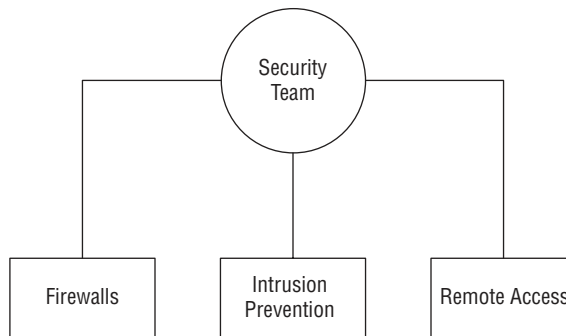 Security
Team
Firewalls
Intrusion
Prevention
Remote Access